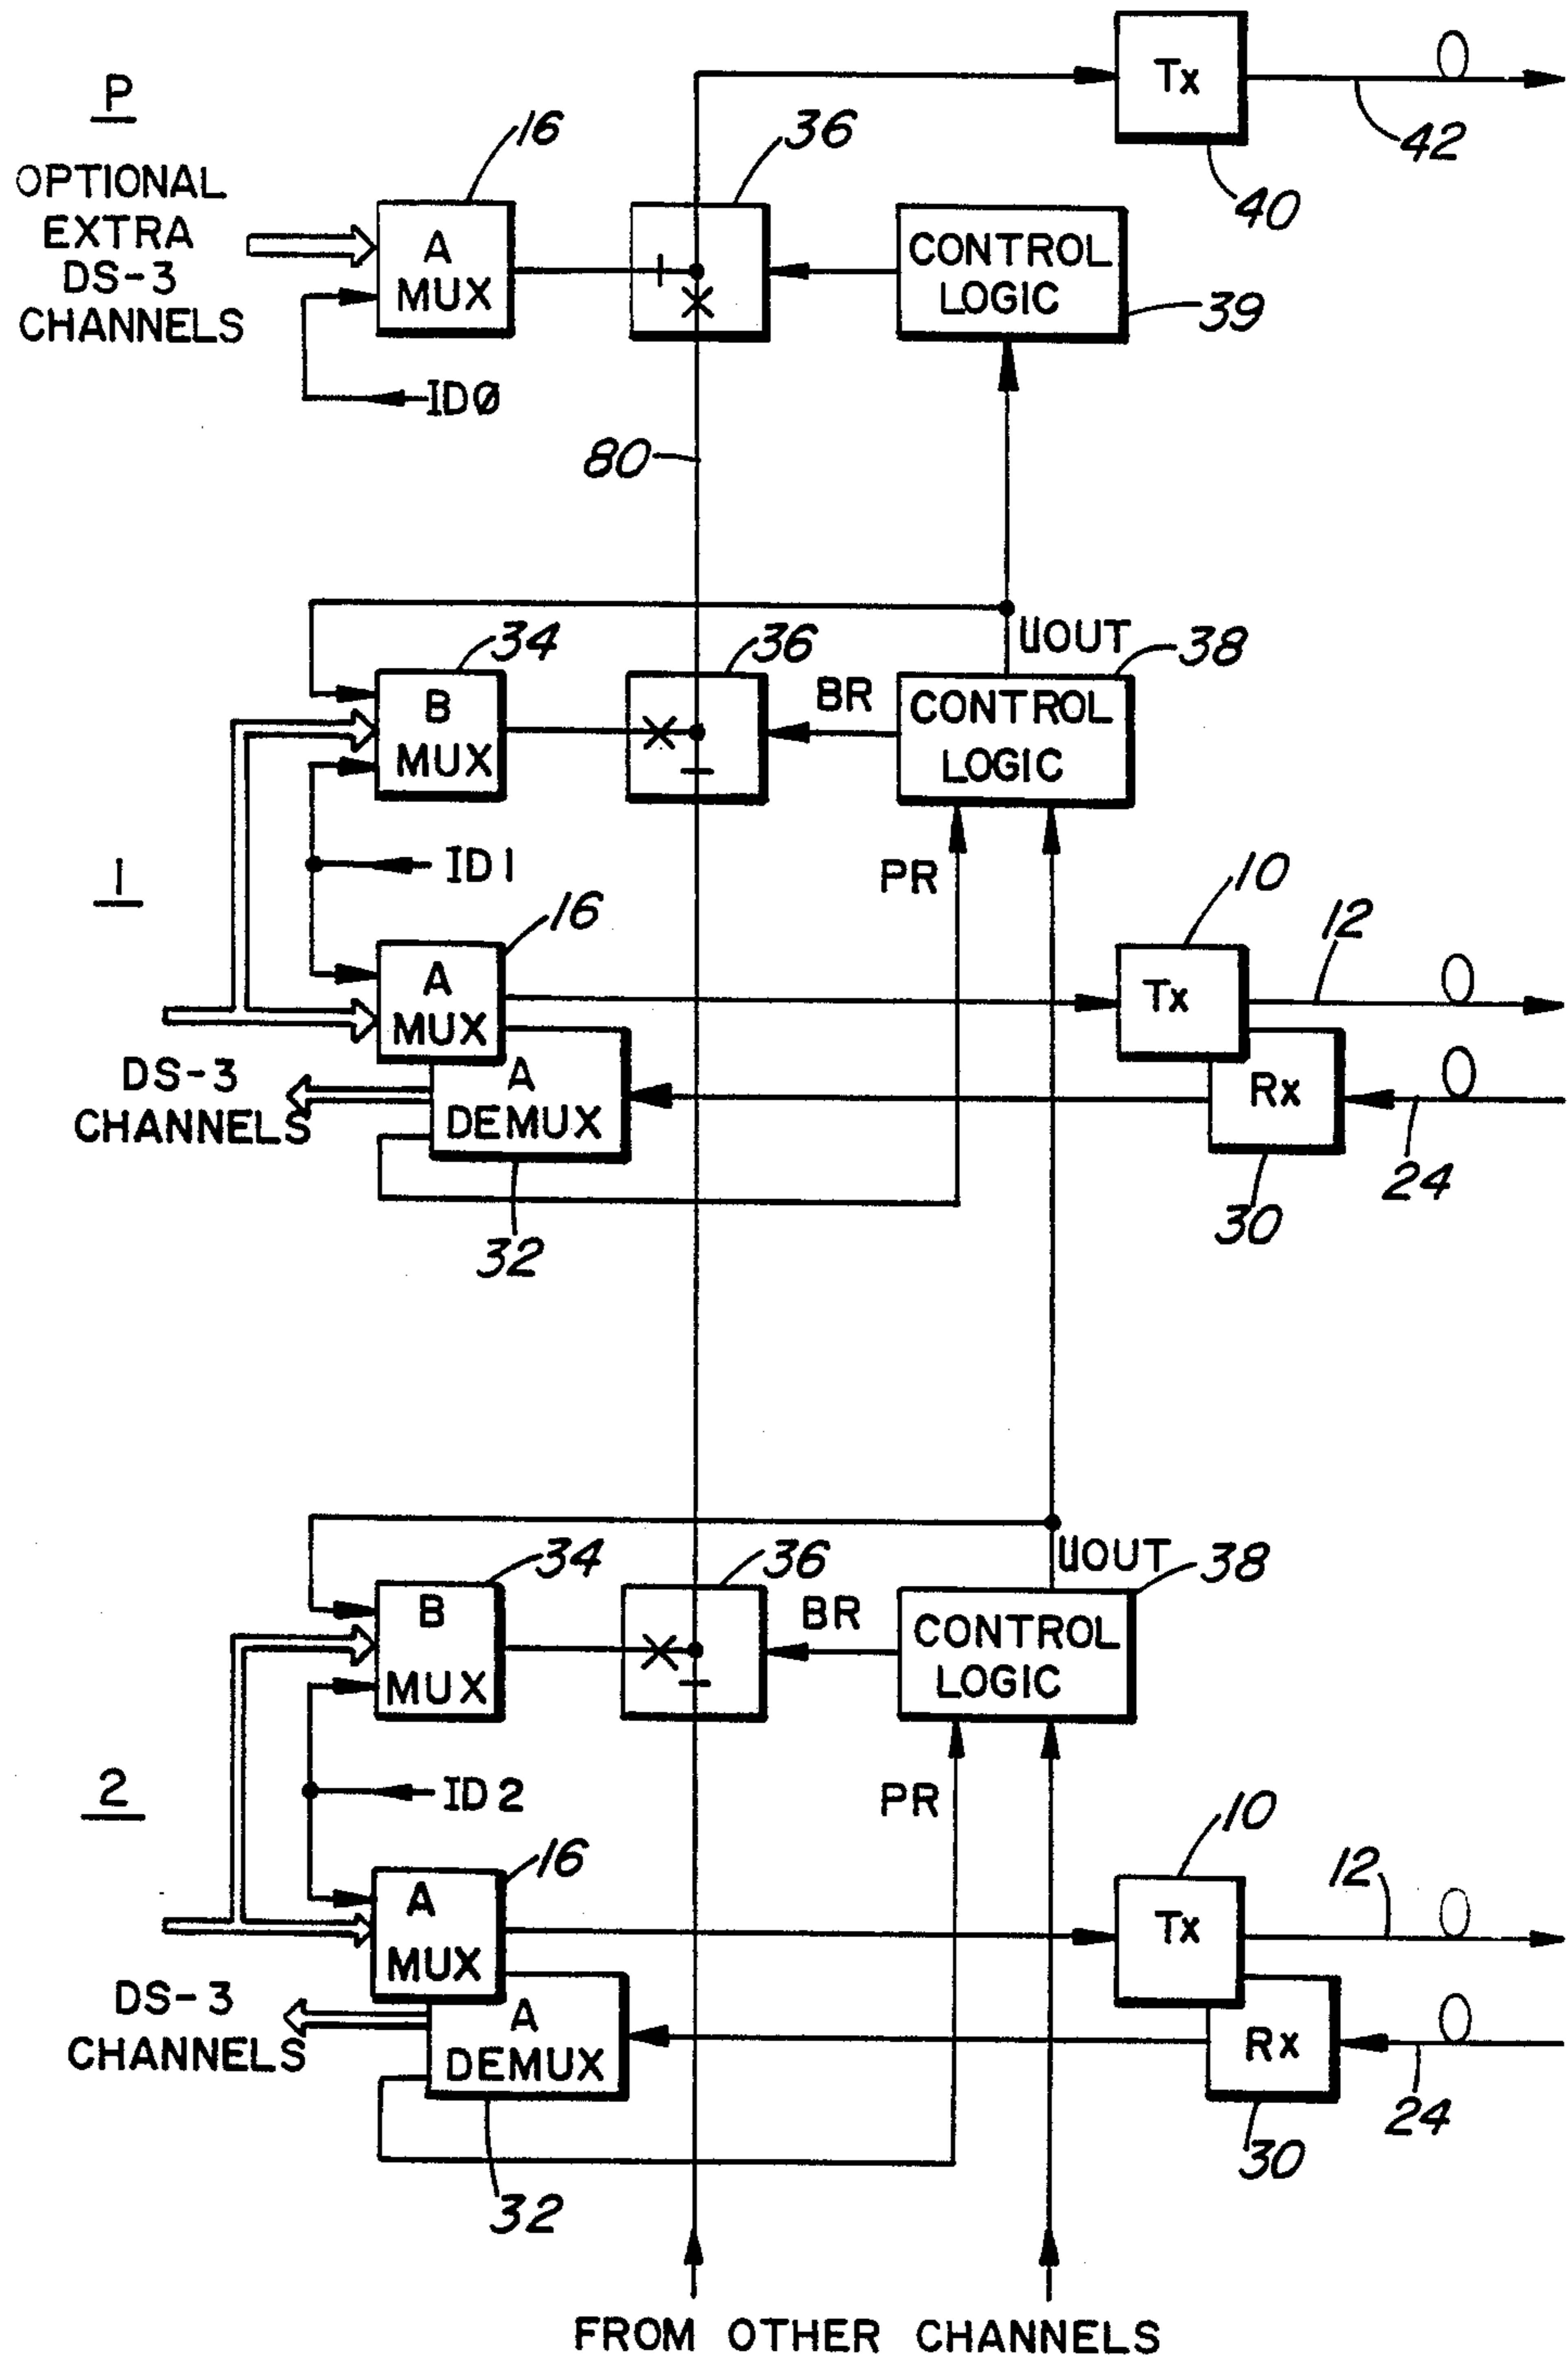 P
OPTIONAL
EXTRA
DS-3
CHANNELS
16
A
MUX
36
CONTROL
LOGIC
39
Tx
40
42
IDØ
80
34
B
MUX
36
BR
UOUT
38
CONTROL
LOGIC
1
ID1
PR
16
A
MUX
10
Tx
12
DS-3
CHANNELS
A
DEMUX
32
Rx
30
24
34
B
MUX
36
BR
UOUT
38
CONTROL
LOGIC
2
ID2
PR
16
A
MUX
10
Tx
12
DS-3
CHANNELS
A
DEMUX
32
Rx
30
24
FROM OTHER CHANNELS